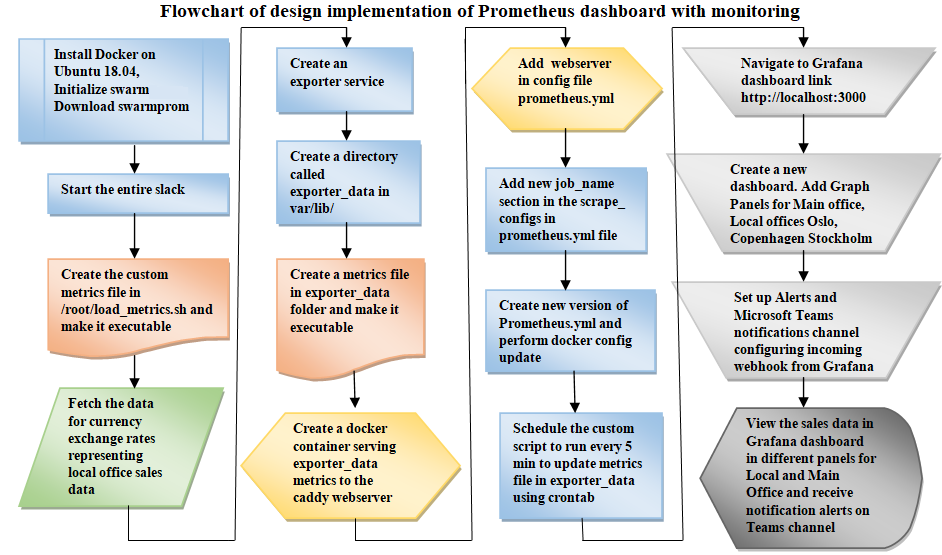 Flowchart of design implementation of Prometheus dashboard with monitoring
Install Docker on
Ubuntu 18.04,
Initialize swarm
Download swarmprom
Start the entire slack
Create the custom
metrics file in
/root/load_metrics.sh and
make it executable
Fetch the data
for currency
exchange rates
representing
local office sales
data
Create an
exporter service
Create a directory
called
exporter_data in
var/lib/
Create a metrics file
in exporter_data
folder and make it
executable
Create a docker
container serving
exporter_data
metrics to the
caddy webserver
Add webserver
in config file
prometheus.yml
Add new job_name
section in the scrape_
configs in
prometheus.yml file
Create new version of
Prometheus.yml and
perform docker config
update
Schedule the custom
script to run every 5
min to update metrics
file in exporter_data
using crontab
Navigate to Grafana
dashboard link
http://localhost:3000
Create a new
dashboard. Add Graph
Panels for Main office,
Local offices Oslo,
Copenhagen Stockholm
Set up Alerts and
Microsoft Teams
notifications channel
configuring incoming
webhook from Grafana
View the sales data in
Grafana dashboard
in different panels for
Local and Main
Office and receive
notification alerts on
Teams channel